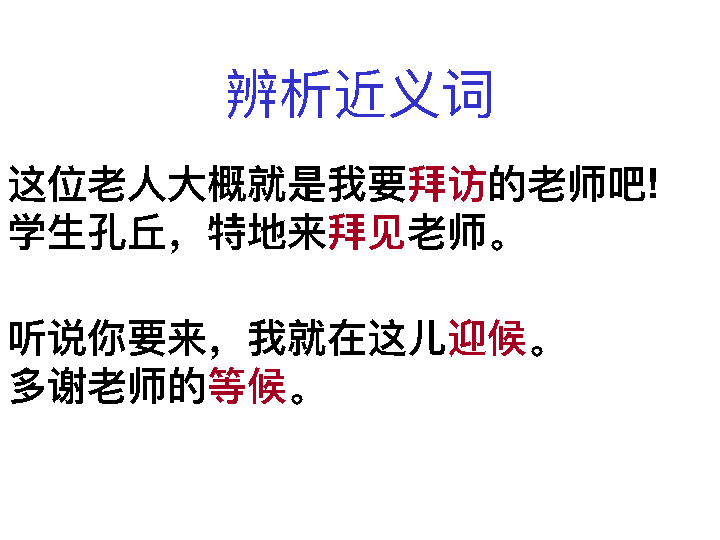 辨析近义词
这位老人大概就是我要拜访的老师吧!
学生孔丘，特地来拜见老师。
听说你要来，我就在这儿迎候。
多谢老师的等候。